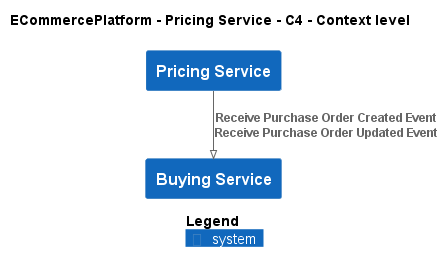 ECommercePlatform - Pricing Service - C4 - Context level
Pricing Service
Receive Purchase Order Created Event
Receive Purchase Order Updated Event
Buying Service
Legend
system